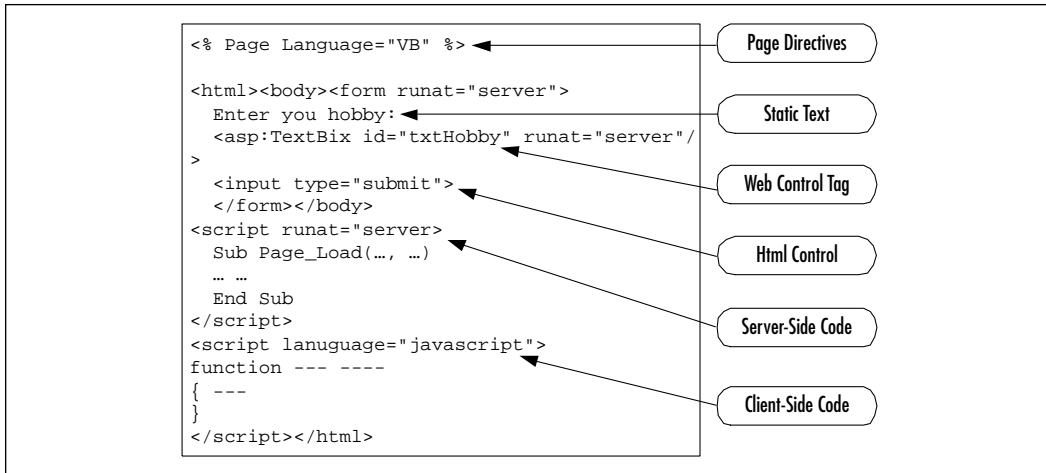 <% Page Language="VB" %>
Page Directives
<html><body><form runat="server">
Enter you hobby:
Static Text
<asp:TextBix id="txtHobby" runat="server"/
>
Web Control Tag
<input type="submit">
</form></body>
Html Control
<script runat="server>
Sub Page_Load(…, …)
… …
End Sub
Server-Side Code
</script>
<script lanuguage="javascript">
function --- ----
{ ---
}
Client-Side Code
</script></html>